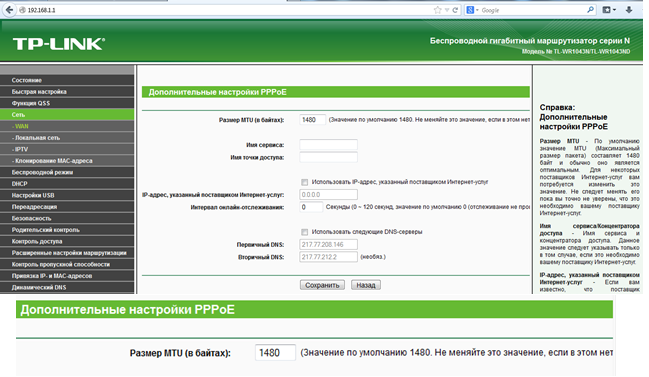 192.168.1.1
Google
TP-LINK®
Беспроводной гигабитный маршрутизатор серии N
Модель № TL-WR1043N/TL-WR1043ND
Состояние
Быстрая настройка
Функция QSS
Сеть
- WAN
- Локальная сеть
- IPTV
- Клонирование MAC-адреса
Беспроводной режим
DHCP
Настройки USB
Переадресация
Безопасность
Родительский контроль
Контроль доступа
Расширенные настройки маршрутизации
Контроль пропускной способности
Привязка IP- и MAC-адресов
Динамический DNS
Дополнительные настройки PPPoE
Размер MTU (в байтах): 1480 (Значение по умолчанию 1480. Не меняйте это значение, если в этом нет
Имя сервиса:
Имя точки доступа:
Использовать IP-адрес, указанный поставщиком Интернет-услуг
IP-адрес, указанный поставщиком Интернет-услуг: 0.0.0.0
Интервал онлайн-отслеживания: 0 Секунды (0 ~ 120 секунд, значение по умолчанию 0 (отслеживание не про
Использовать следующие DNS-серверы
Первичный DNS: 217.77.208.146
Вторичный DNS: 217.77.212.2 (необяз.)
Сохранить Назад
Справка:
Дополнительные
настройки PPPoE
Размер MTU - По умолчанию
значение MTU (Максимальный
размер пакета) составляет 1480
байт и обычно оно является
оптимальным. Для некоторых
поставщиков Интернет-услуг вам
потребуется изменить это
значение. Не следует менять его
пока вы точно не уверены, что это
необходимо вашему поставщику
Интернет-услуг.
Имя сервиса/Концентратора
доступа - Имя сервиса и
концентратора доступа. Данное
значение следует указывать только
в том случае, если это необходимо
вашему поставщику Интернет-услуг.
IP-адрес, указанный поставщиком
Интернет-услуг - Если вам
известно, что поставщик
Дополнительные настройки PPPoE
Размер MTU (в байтах): 1480 (Значение по умолчанию 1480. Не меняйте это значение, если в этом нет